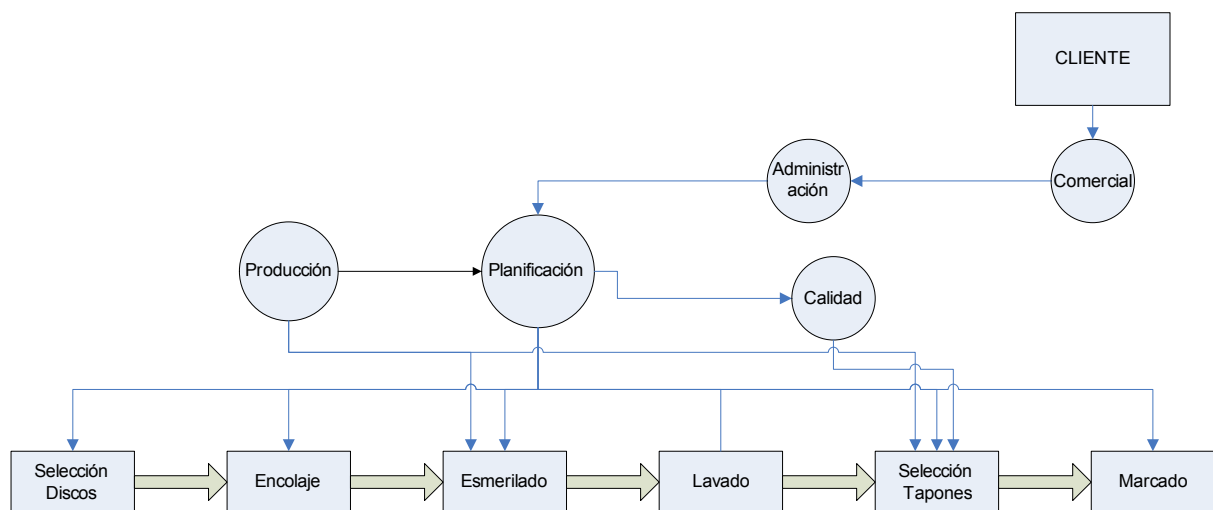 CLIENTE
Administr
ación
Comercial
Producción
Planificación
Calidad
Selección
Discos
Encolaje
Esmerilado
Lavado
Selección
Tapones
Marcado